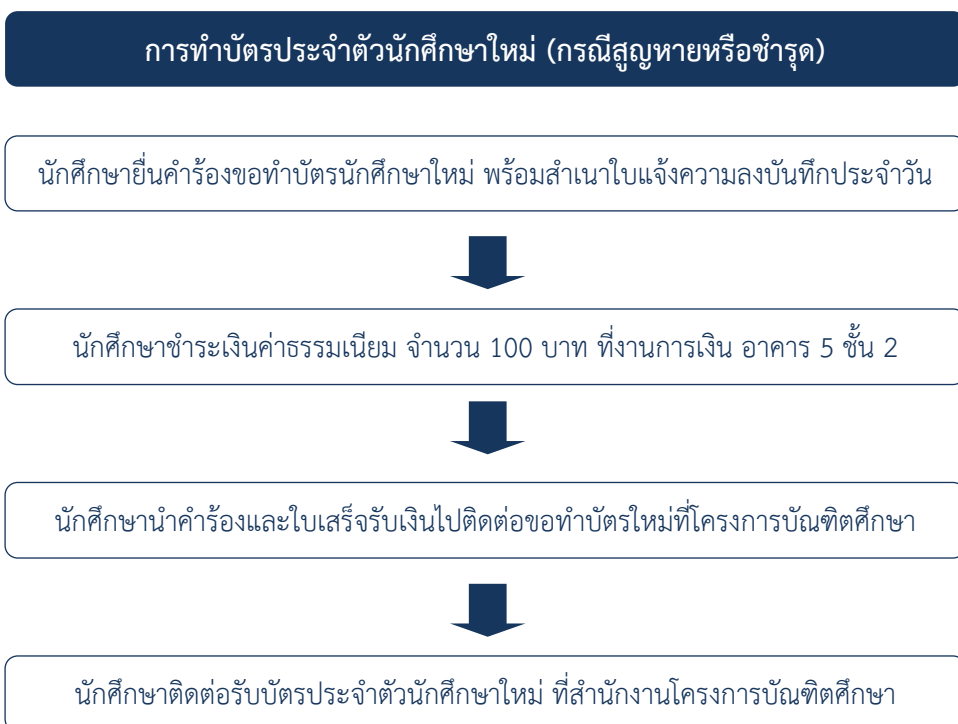 การทำบัตรประจำตัวนักศึกษาใหม่ (กรณีสูญหายหรือชำรุด)
นักศึกษายื่นคำร้องขอทำบัตรนักศึกษาใหม่ พร้อมสำเนาใบแจ้งความลงบันทึกประจำวัน
นักศึกษาชำระเงินค่าธรรมเนียม จำนวน 100 บาท ที่งานการเงิน อาคาร 5 ชั้น 2
นักศึกษานำคำร้องและใบเสร็จรับเงินไปติดต่อขอทำบัตรใหม่ที่โครงการบัณฑิตศึกษา
นักศึกษาติดต่อรับบัตรประจำตัวนักศึกษาใหม่ ที่สำนักงานโครงการบัณฑิตศึกษา